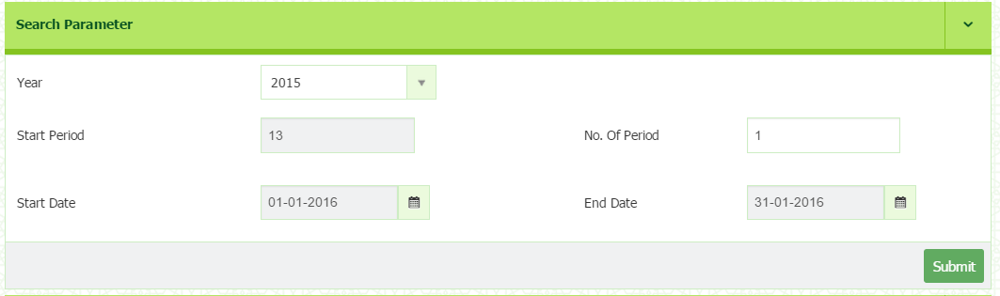 Search Parameter
Year 2015
Start Period 13 No. Of Period 1
Start Date 01-01-2016 End Date 31-01-2016
Submit